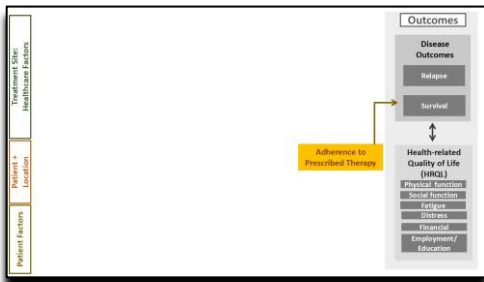 Outcomes
Disease
Outcomes
Relapse
Survival
Health-related
Quality of Life
(HRQL)
Physical function
Social function
Fatigue
Distress
Financial
Employment/
Education
Adherence to
Prescribed Therapy
Treatment Site:
Healthcare Factors
Patient +
Location
Patient Factors